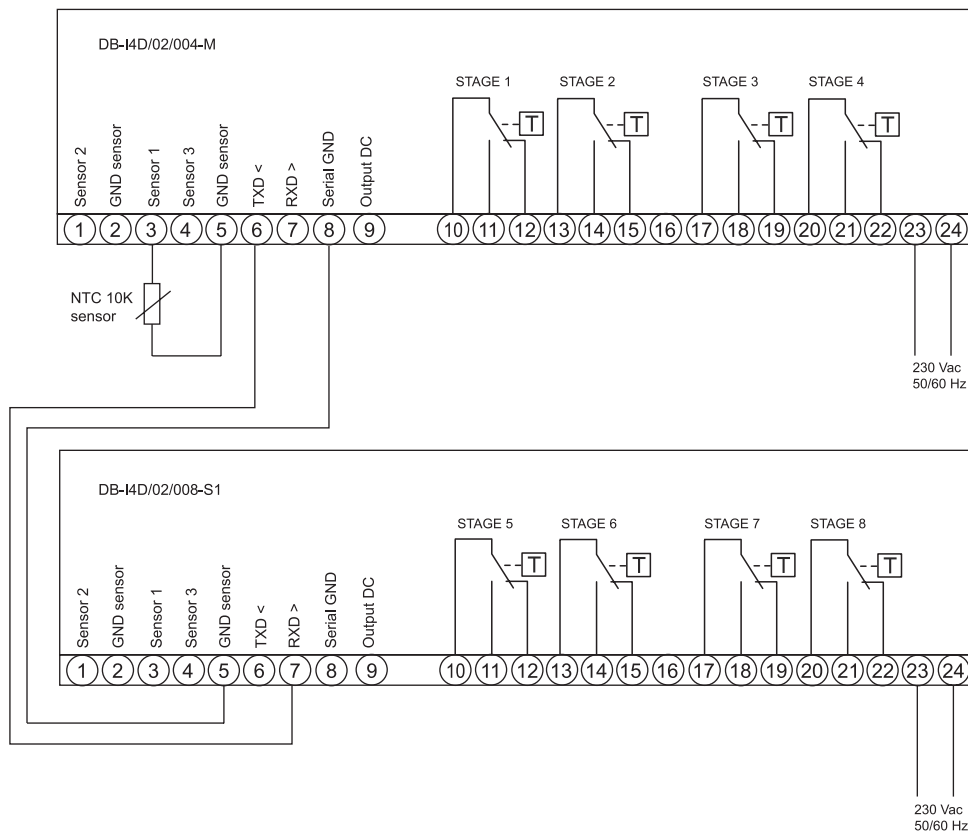 DB-I4D/02/004-M
STAGE 1 STAGE 2 STAGE 3 STAGE 4
T T T T
Sensor 2
GND sensor
Sensor 1
Sensor 3
GND sensor
TXD <
RXD >
Serial GND
Output DC
1 2 3 4 5 6 7 8 9 10 11 12 13 14 15 16 17 18 19 20 21 22 23 24
NTC 10K
sensor
230 Vac
50/60 Hz
DB-I4D/02/008-S1
STAGE 5 STAGE 6 STAGE 7 STAGE 8
T T T T
Sensor 2
GND sensor
Sensor 1
Sensor 3
GND sensor
TXD <
RXD >
Serial GND
Output DC
1 2 3 4 5 6 7 8 9 10 11 12 13 14 15 16 17 18 19 20 21 22 23 24
230 Vac
50/60 Hz